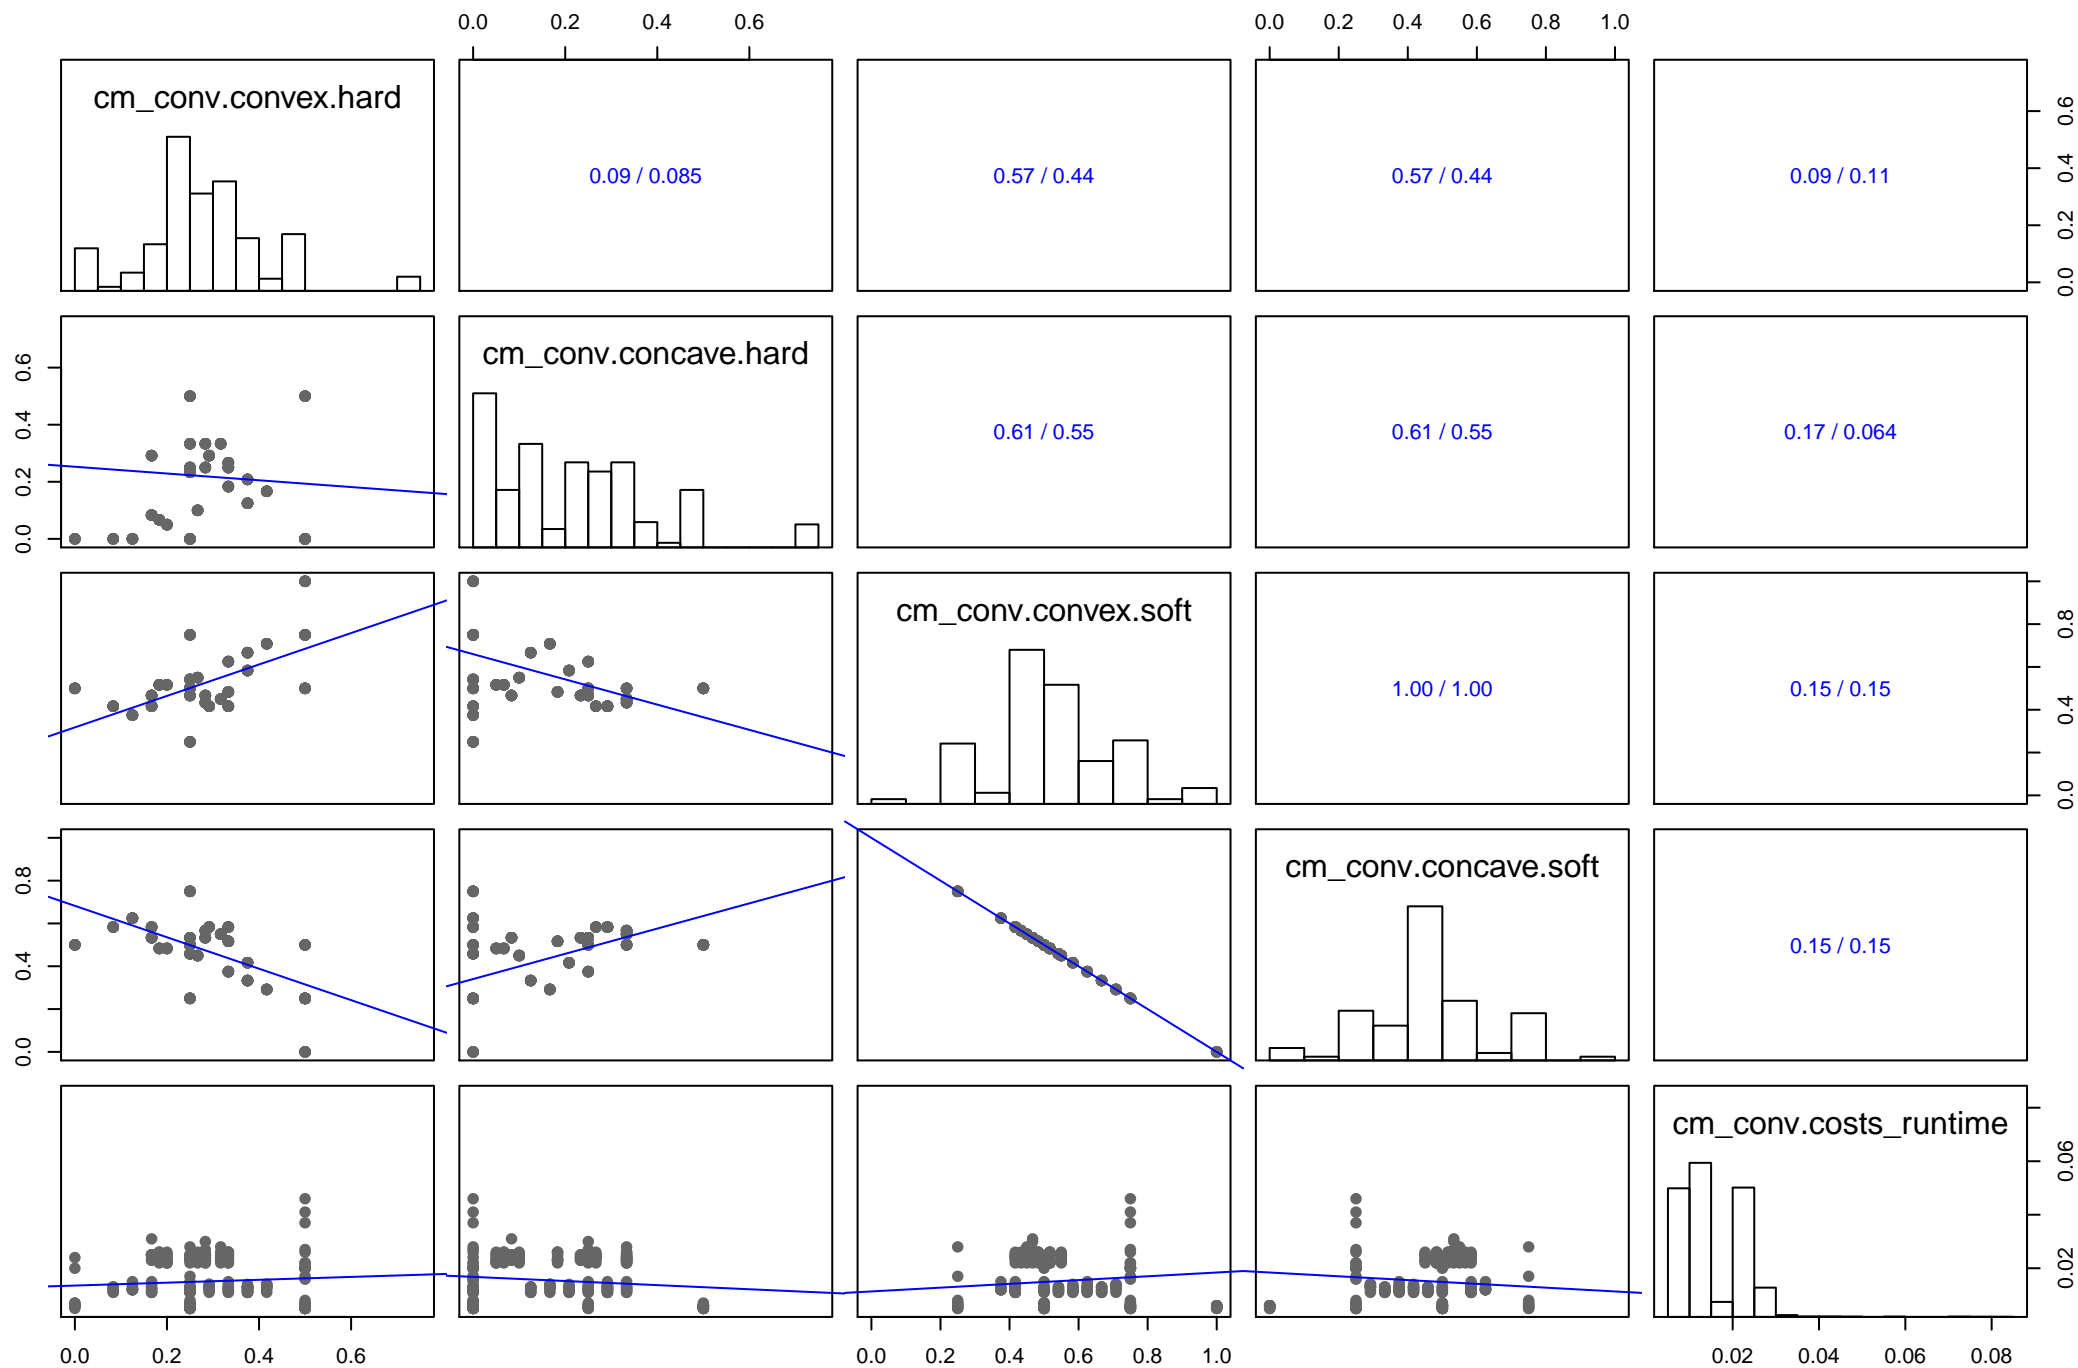 0.0 0.2 0.4 0.6 0.0 0.2 0.4 0.6 0.8 1.0
cm_conv.convex.hard
0.09 / 0.085
0.57 / 0.44
0.57 / 0.44
0.09 / 0.11
0.0 0.2 0.4 0.6
0.0 0.2 0.4 0.6
cm_conv.concave.hard
0.61 / 0.55
0.61 / 0.55
0.17 / 0.064
cm_conv.convex.soft
1.00 / 1.00
0.15 / 0.15
0.0 0.4 0.8
0.0 0.4 0.8
cm_conv.concave.soft
0.15 / 0.15
cm_conv.costs_runtime
0.02 0.06
0.0 0.2 0.4 0.6 0.0 0.2 0.4 0.6 0.8 1.0 0.02 0.04 0.06 0.08